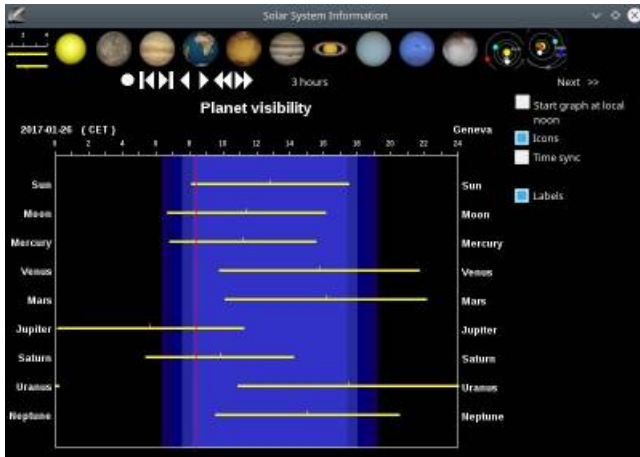 Solar System Information
3 hours
Next >>
Planet visibility
Start graph at local
noon
2017-01-26 (CET)
Geneva
0 2 4 6 8 10 12 14 16 18 20 22 24
Icons
Time sync
Sun Sun
Labels
Moon Moon
Mercury Mercury
Venus Venus
Mars Mars
Jupiter Jupiter
Saturn Saturn
Uranus Uranus
Neptune Neptune